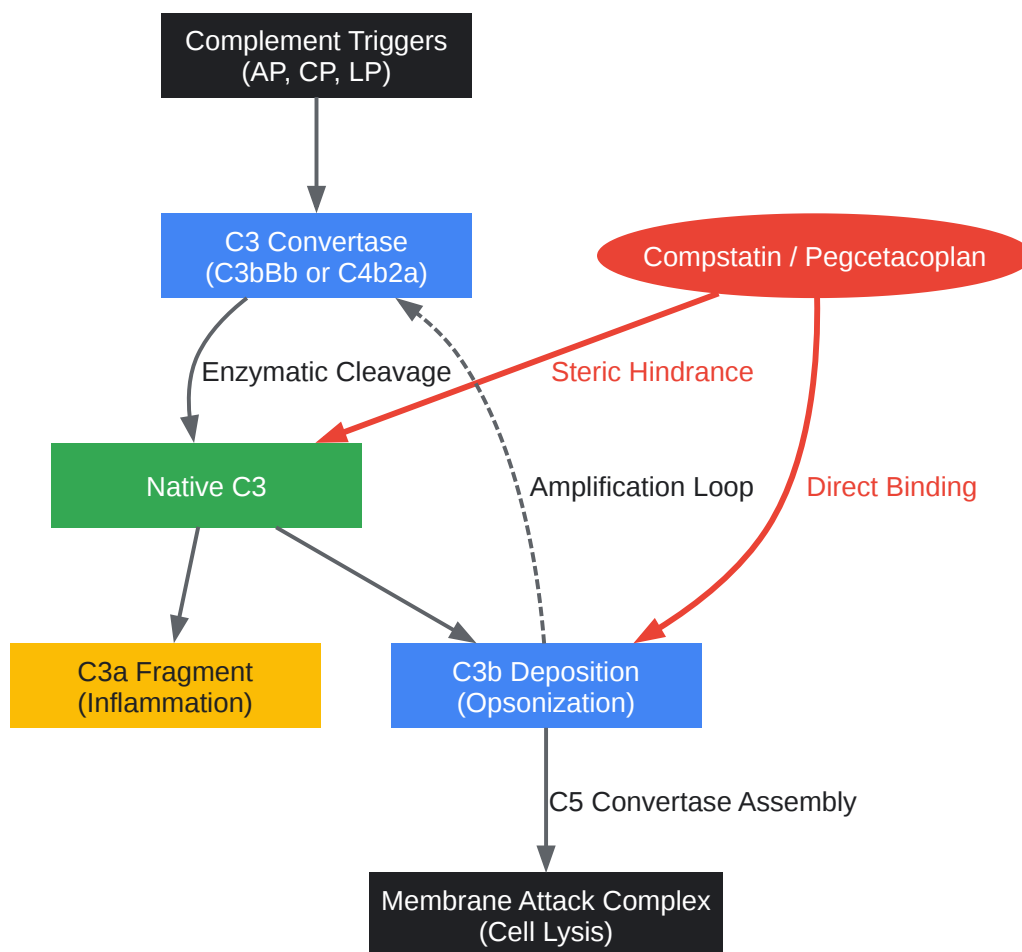 Complement Triggers
(AP, CP, LP)
C3 Convertase
(C3bBb or C4b2a)
Compstatin / Pegcetacoplan
Enzymatic Cleavage
Steric Hindrance
Native C3
Amplification Loop
Direct Binding
C3a Fragment
(Inflammation)
C3b Deposition
(Opsonization)
C5 Convertase Assembly
Membrane Attack Complex
(Cell Lysis)